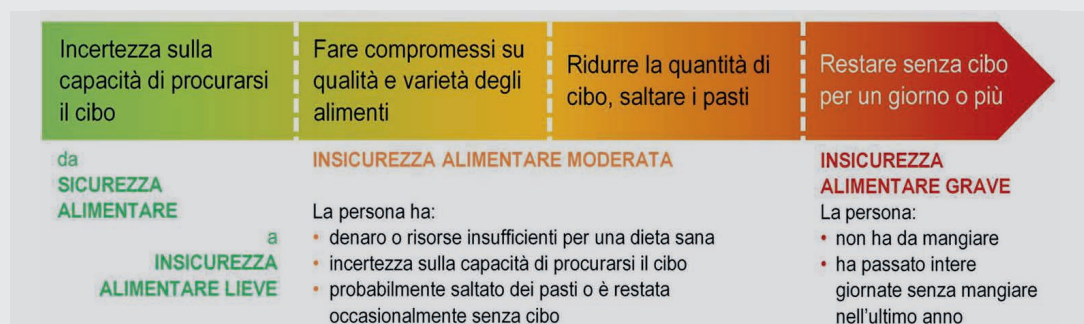 Incertezza sulla
capacità di procurarsi
il cibo
Fare compromessi su
qualità e varietà degli
alimenti
Ridurre la quantità di
cibo, saltare i pasti
Restare senza cibo
per un giorno o più
da
SICUREZZA
ALIMENTARE
a
INSICUREZZA
ALIMENTARE LIEVE
INSICUREZZA ALIMENTARE MODERATA
La persona ha:
• denaro o risorse insufficienti per una dieta sana
• incertezza sulla capacità di procurarsi il cibo
• probabilmente saltato dei pasti o è restata
occasionalmente senza cibo
INSICUREZZA
ALIMENTARE GRAVE
La persona:
• non ha da mangiare
• ha passato intere
giornate senza mangiare
nell'ultimo anno